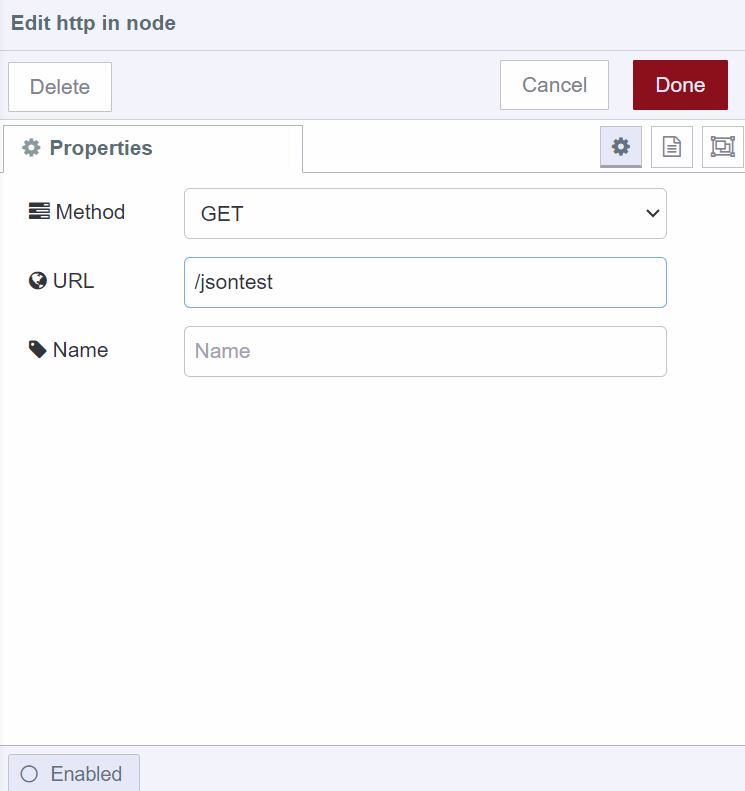 Edit http in node
Delete
Cancel
Done
Properties
Method
GET
URL
/jsontest
Name
Name
Enabled